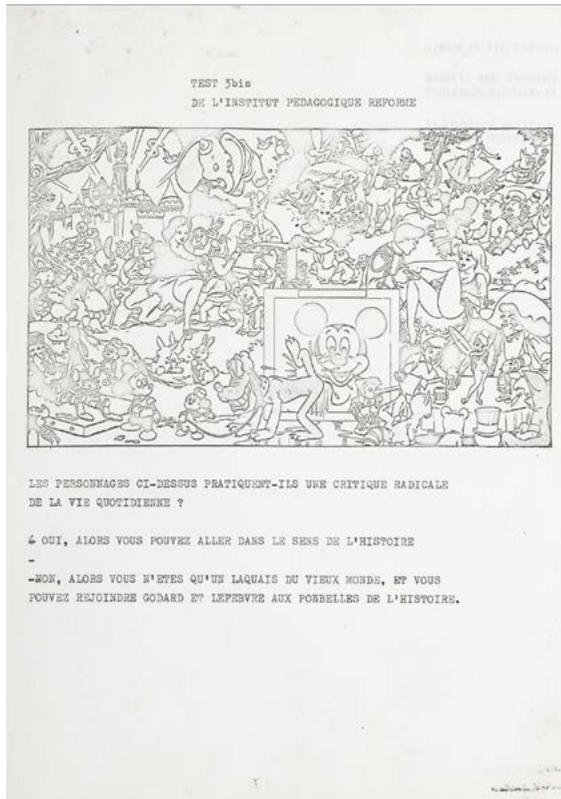 TEST 3bis
DE L'INSTITUT PEDAGOGIQUE REFORME
LES PERSONNAGES CI-DESSUS PRATIQUENT-ILS UNE CRITIQUE RADICALE
DE LA VIE QUOTIDIENNE ?
& OUI, ALORS VOUS POUVEZ ALLER DANS LE SENS DE L'HISTOIRE
-
-NON, ALORS VOUS N'ETES QU'UN LAQUAIS DU VIEUX MONDE, ET VOUS
POUVEZ REJOINDRE GODARD ET LEFEBVRE AUX POUBELLES DE L'HISTOIRE.